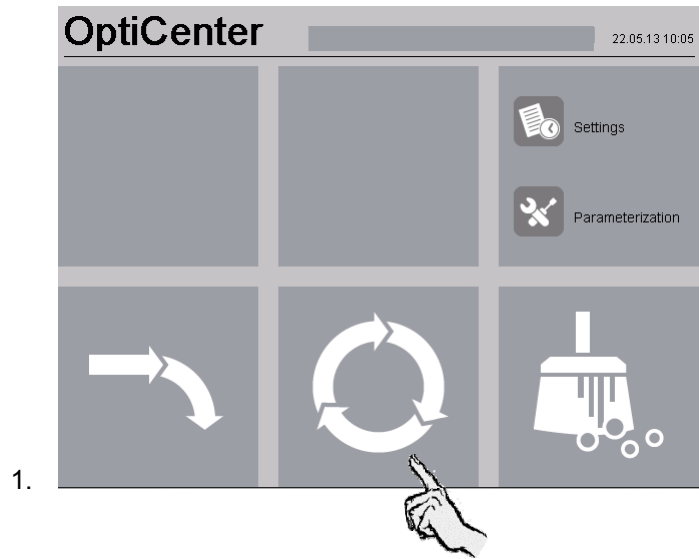 OptiCenter
22.05.13 10:05
Settings
Parameterization
1.